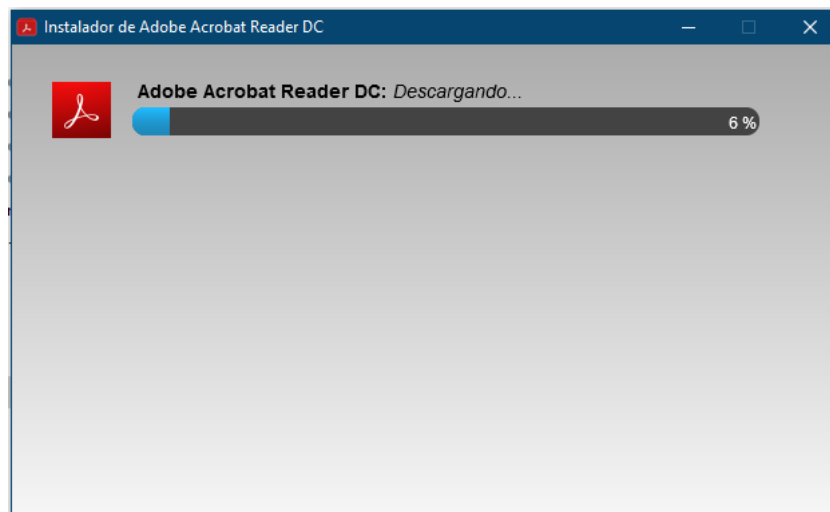 Instalador de Adobe Acrobat Reader DC
Adobe Acrobat Reader DC: Descargando...
6 %